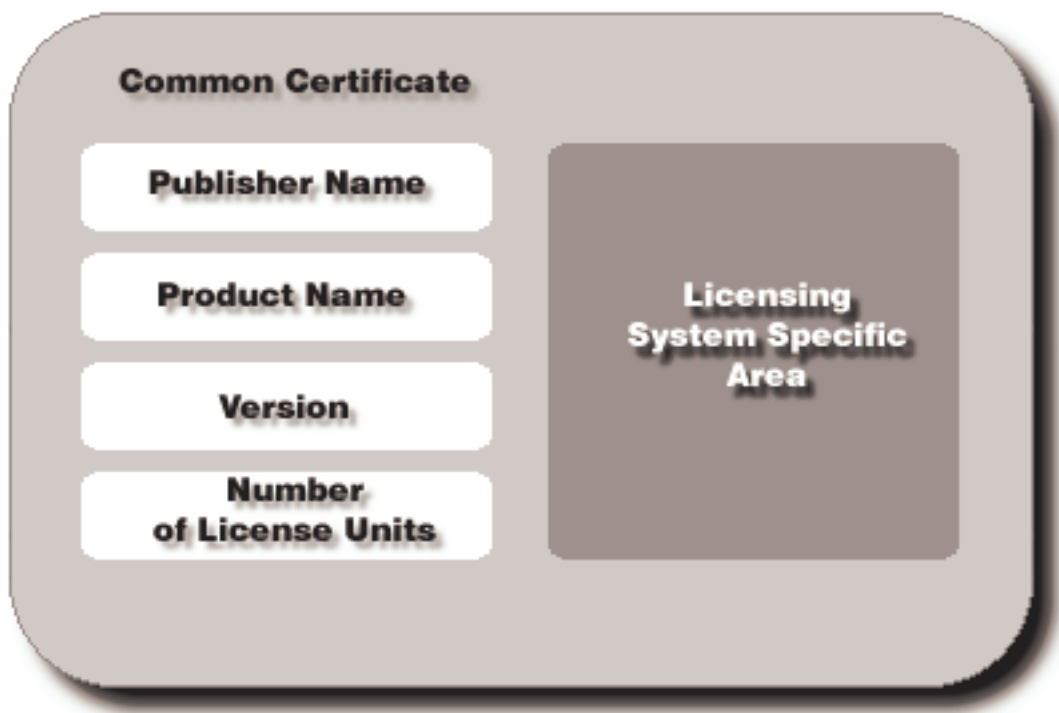 Common Certificate
Publisher Name
Product Name
Version
Number
of License Units
Licensing
System Specific
Area